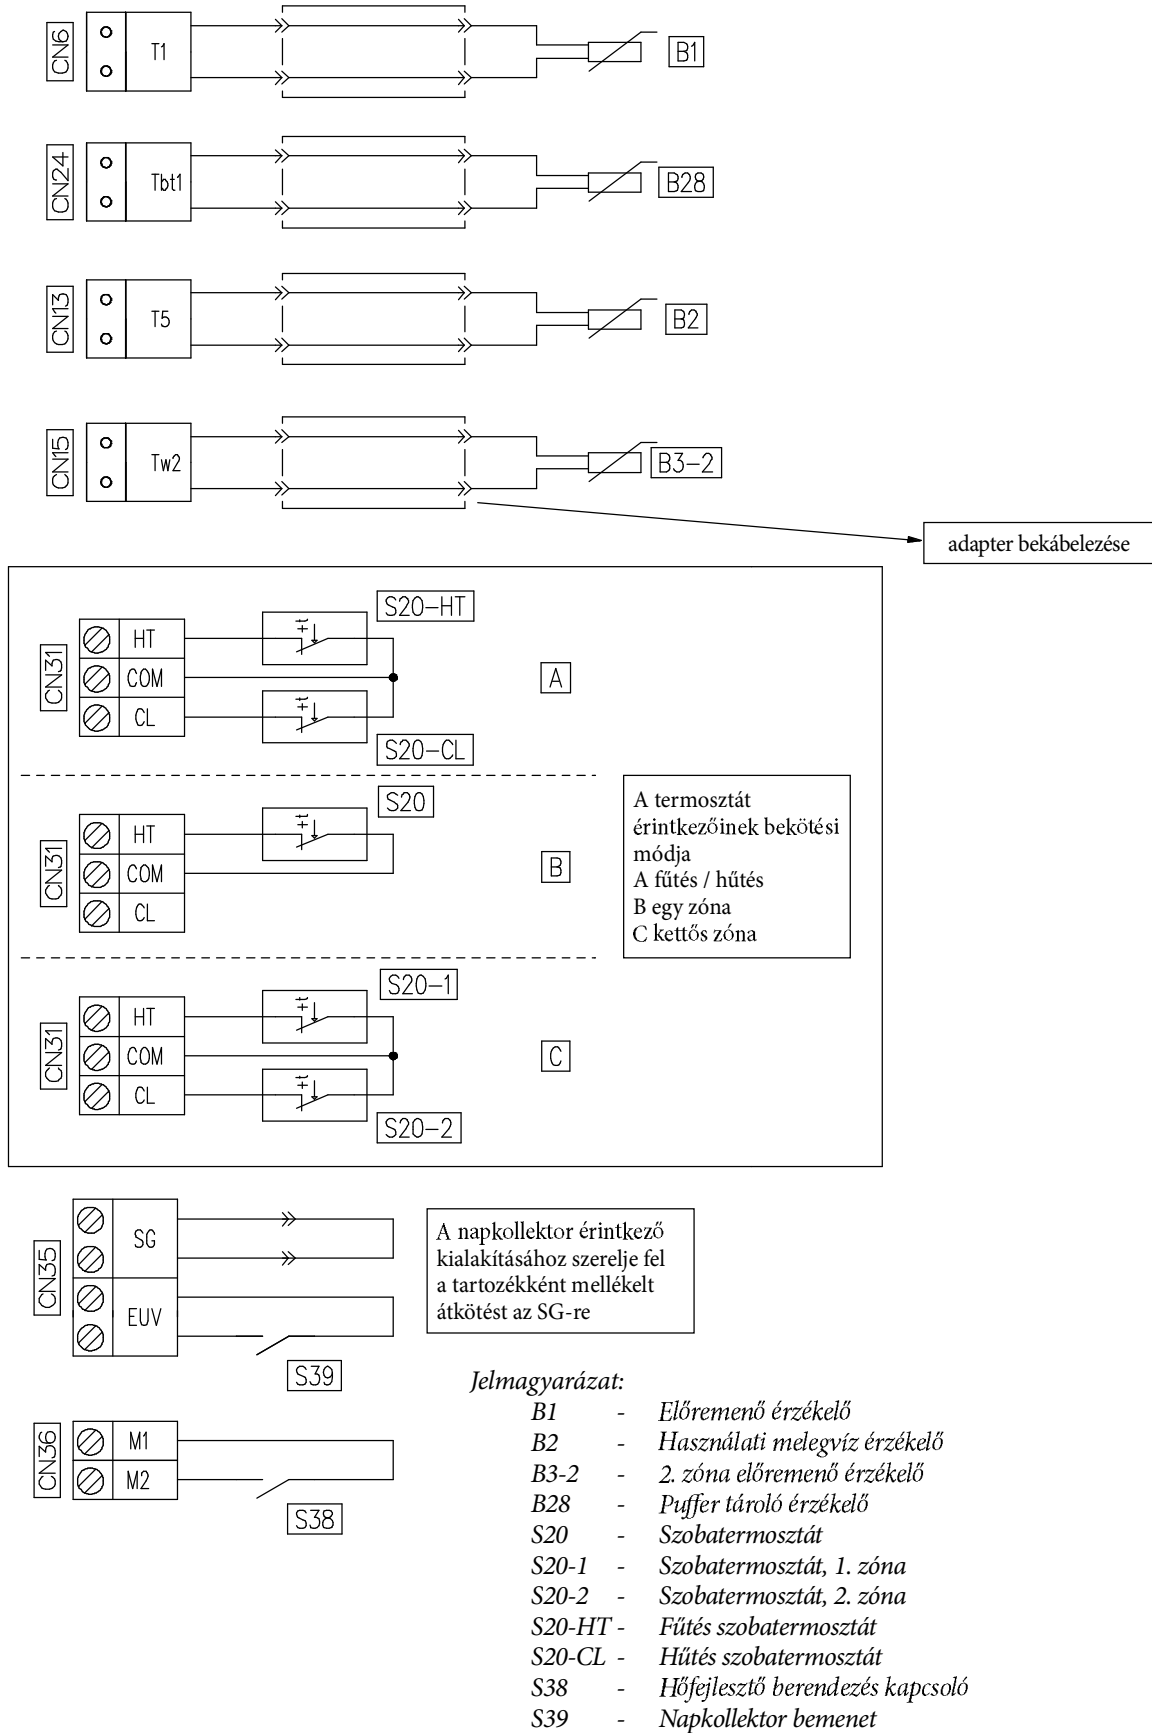 CN6
T1
B1
CN24
Tbt1
B28
CN13
T5
B2
CN15
Tw2
B3-2
adapter bekábelezése
CN31
HT
COM
CL
+t
+t
S20-HT
S20-CL
A
CN31
HT
COM
CL
+t
S20
B
A termosztát
érintkezőinek bekötési
módja
A fűtés / hűtés
B egy zóna
C kettős zóna
CN31
HT
COM
CL
+t
+t
S20-1
S20-2
C
CN35
SG
EUV
S39
A napkollektor érintkező
kialakításához szerelje fel
a tartozékként mellékelt
átkötést az SG-re
CN36
M1
M2
S38
Jelmagyarázat:
B1 - Előremenő érzékelő
B2 - Használati melegvíz érzékelő
B3-2 - 2. zóna előremenő érzékelő
B28 - Puffer tároló érzékelő
S20 - Szobatermosztát
S20-1 - Szobatermosztát, 1. zóna
S20-2 - Szobatermosztát, 2. zóna
S20-HT - Fűtés szobatermosztát
S20-CL - Hűtés szobatermosztát
S38 - Hőfejlesztő berendezés kapcsoló
S39 - Napkollektor bemenet